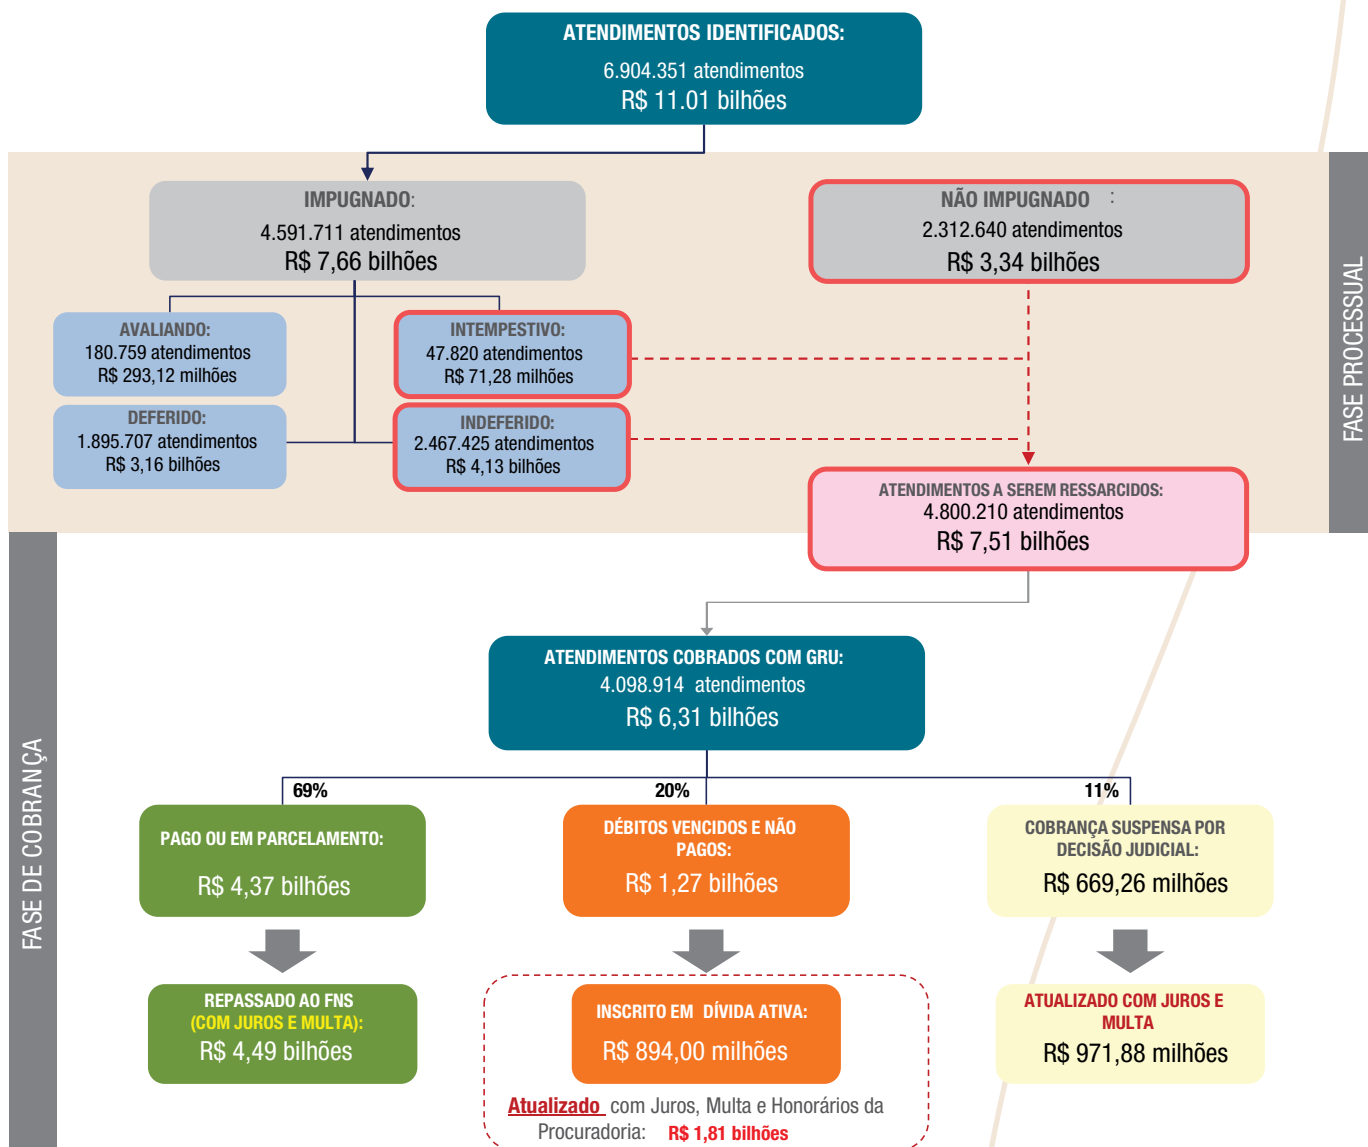 ATENDIMENTOS IDENTIFICADOS:
6.904.351 atendimentos
R$ 11.01 bilhões
IMPUGNADO:
4.591.711 atendimentos
R$ 7,66 bilhões
NÃO IMPUGNADO :
2.312.640 atendimentos
R$ 3,34 bilhões
FASE PROCESSUAL
AVALIANDO:
180.759 atendimentos
R$ 293,12 milhões
INTEMPESTIVO:
47.820 atendimentos
R$ 71,28 milhões
DEFERIDO:
1.895.707 atendimentos
R$ 3,16 bilhões
INDEFERIDO:
2.467.425 atendimentos
R$ 4,13 bilhões
ATENDIMENTOS A SEREM RESSARCIDOS:
4.800.210 atendimentos
R$ 7,51 bilhões
FASE DE COBRANÇA
ATENDIMENTOS COBRADOS COM GRU:
4.098.914 atendimentos
R$ 6,31 bilhões
69%
20%
11%
PAGO OU EM PARCELAMENTO:
R$ 4,37 bilhões
DÉBITOS VENCIDOS E NÃO
PAGOS:
R$ 1,27 bilhões
COBRANÇA SUSPENSA POR
DECISÃO JUDICIAL:
R$ 669,26 milhões
REPASSADO AO FNS
(COM JUROS E MULTA):
R$ 4,49 bilhões
INSCRITO EM DÍVIDA ATIVA:
R$ 894,00 milhões
Atualizado com Juros, Multa e Honorários da
Procuradoria: R$ 1,81 bilhões
ATUALIZADO COM JUROS E
MULTA
R$ 971,88 milhões